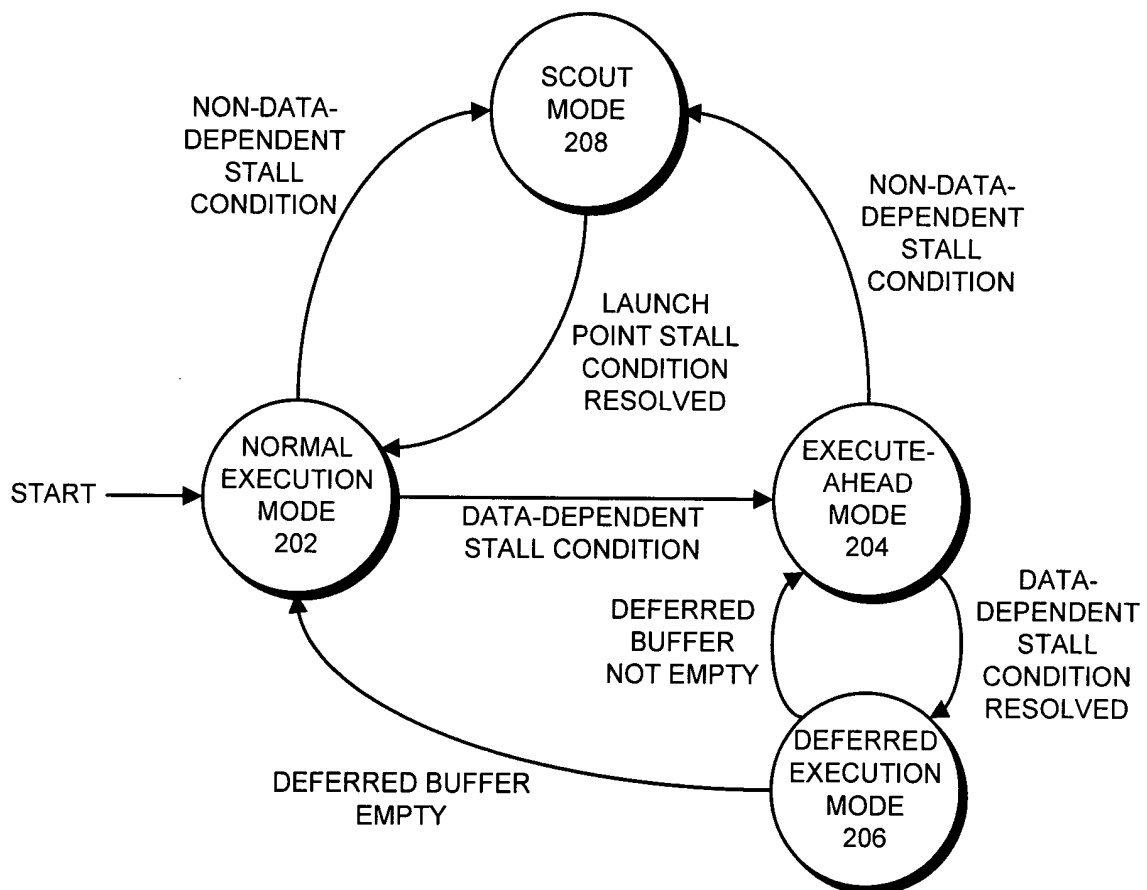 SCOUT
MODE
208
NON-DATA-
DEPENDENT
STALL
CONDITION
NON-DATA-
DEPENDENT
STALL
CONDITION
LAUNCH
POINT STALL
CONDITION
RESOLVED
START
NORMAL
EXECUTION
MODE
202
DATA-DEPENDENT
STALL CONDITION
EXECUTE-
AHEAD
MODE
204
DEFERRED
BUFFER
NOT EMPTY
DATA-
DEPENDENT
STALL
CONDITION
RESOLVED
DEFERRED
EXECUTION
MODE
206
DEFERRED BUFFER
EMPTY